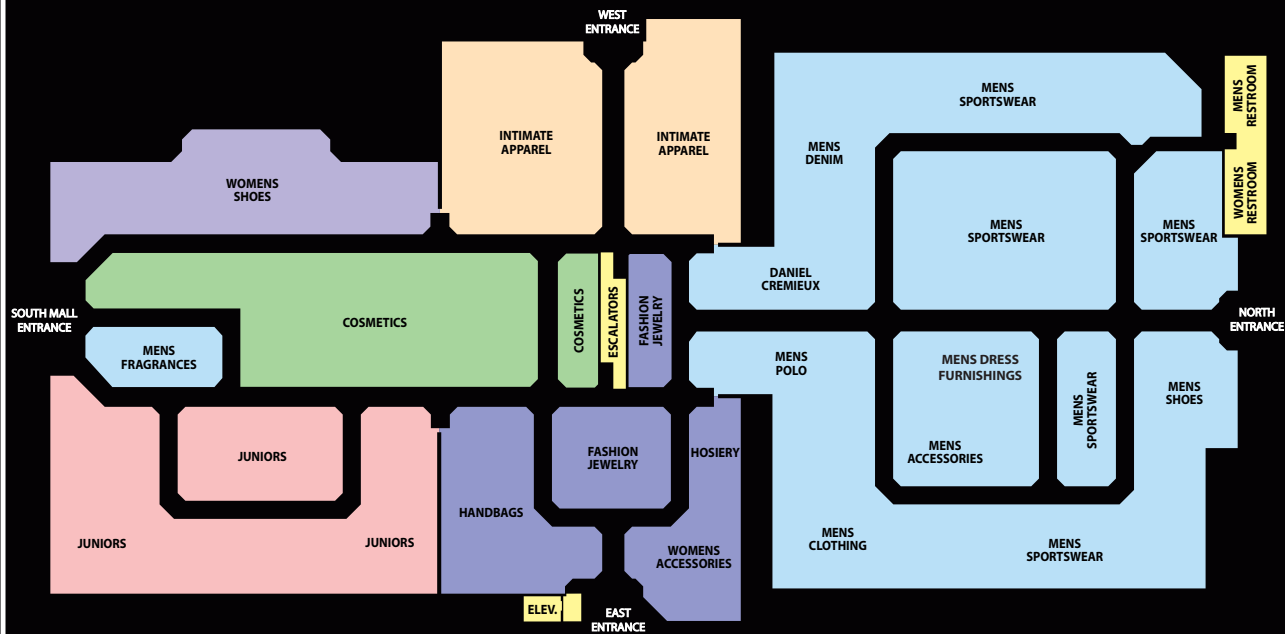 WEST
ENTRANCE
MENS
SPORTSWEAR
MENS
RESTROOM
INTIMATE
APPAREL
INTIMATE
APPAREL
MENS
DENIM
WOMENS
SHOES
WOMENS
RESTROOM
MENS
SPORTSWEAR
MENS
SPORTSWEAR
DANIEL
CREMIEUX
SOUTH MALL
ENTRANCE
COSMETICS
COSMETICS
ESCALATORS
FASHION
JEWELRY
NORTH
ENTRANCE
MENS
FRAGRANCES
MENS
POLO
MENS DRESS
FURNISHINGS
MENS
SPORTSWEAR
MENS
SHOES
JUNIORS
FASHION
JEWELRY
HOSIERY
MENS
ACCESSORIES
HANDBAGS
JUNIORS
JUNIORS
WOMENS
ACCESSORIES
MENS
CLOTHING
MENS
SPORTSWEAR
ELEV.
EAST
ENTRANCE